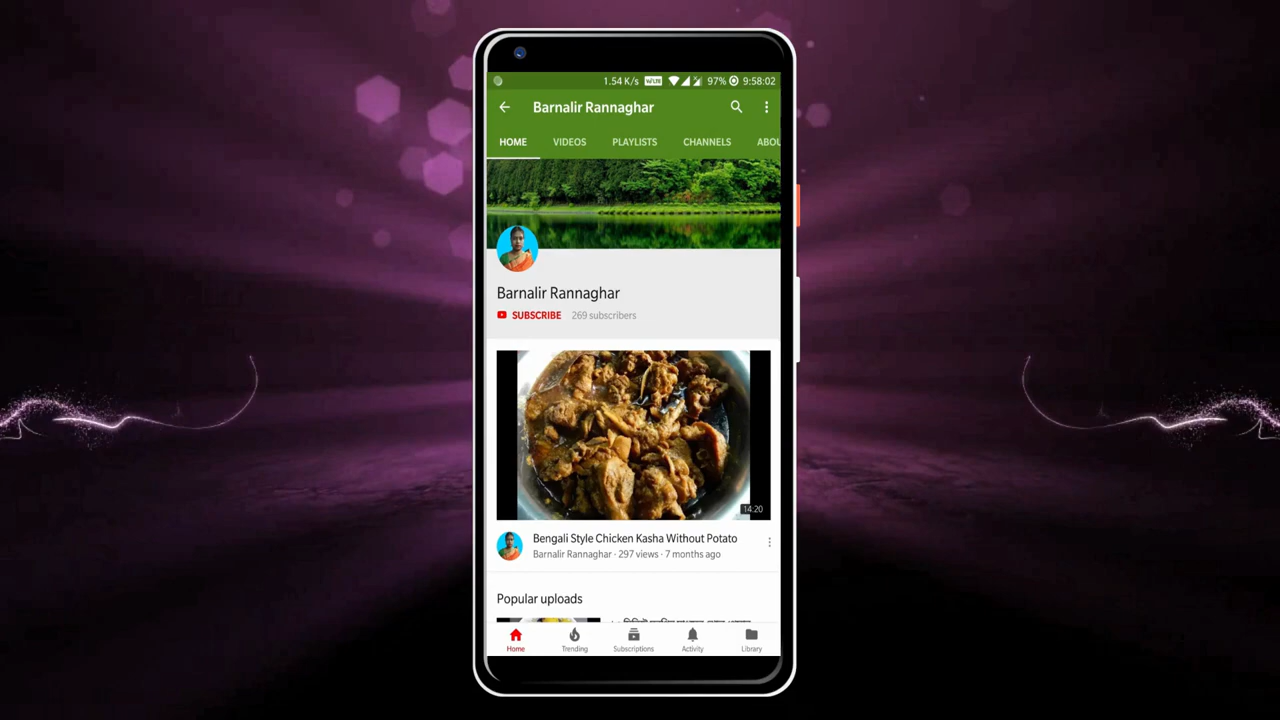 1.54 K/s VoLTE 97% 9:58:02
Barnalir Rannaghar
HOME VIDEOS PLAYLISTS CHANNELS ABOU
Barnalir Rannaghar
SUBSCRIBE 269 subscribers
14:20
Bengali Style Chicken Kasha Without Potato
Barnalir Rannaghar · 297 views · 7 months ago
Popular uploads
Home Trending Subscriptions Activity Library